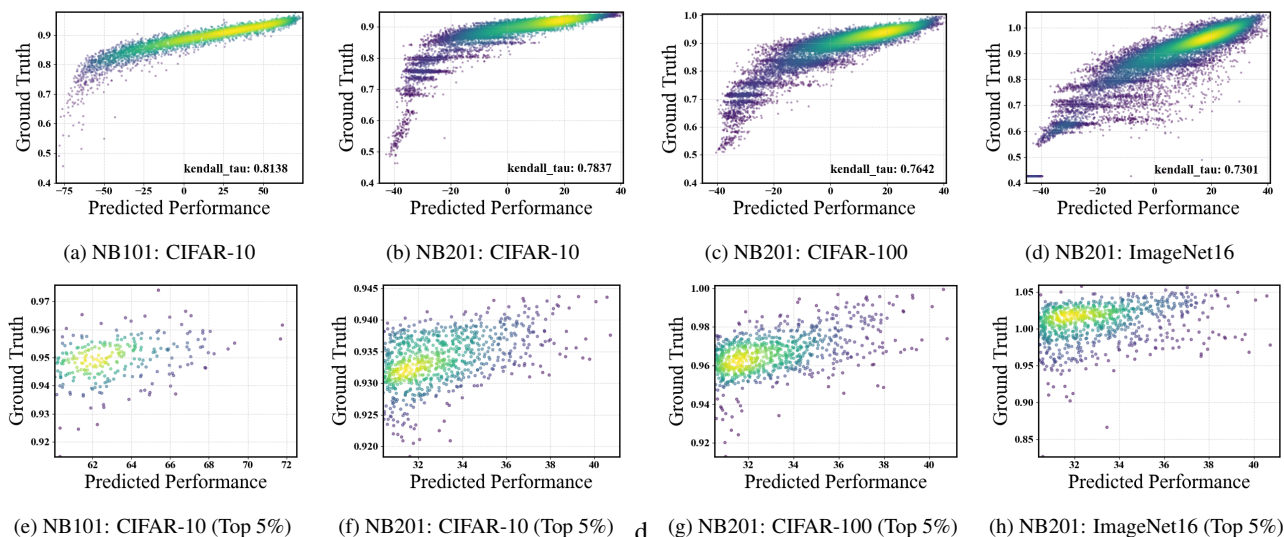 Ground Truth
0.9
0.8
0.7
0.6
0.5
0.4
−75 −50 −25 0 25 50
kendall_tau: 0.8138
Predicted Performance
(a) NB101: CIFAR-10
Ground Truth
0.9
0.8
0.7
0.6
0.5
0.4
−40 −20 0 20 40
kendall_tau: 0.7837
Predicted Performance
(b) NB201: CIFAR-10
Ground Truth
1.0
0.9
0.8
0.7
0.6
0.5
0.4
−40 −20 0 20 40
kendall_tau: 0.7642
Predicted Performance
(c) NB201: CIFAR-100
Ground Truth
1.0
0.9
0.8
0.7
0.6
0.5
0.4
−40 −20 0 20 40
kendall_tau: 0.7301
Predicted Performance
(d) NB201: ImageNet16
Ground Truth
0.97
0.96
0.95
0.94
0.93
0.92
62 64 66 68 70 72
Predicted Performance
(e) NB101: CIFAR-10 (Top 5%)
Ground Truth
0.945
0.940
0.935
0.930
0.925
0.920
32 34 36 38 40
Predicted Performance
(f) NB201: CIFAR-10 (Top 5%)
d
Ground Truth
1.00
0.98
0.96
0.94
0.92
32 34 36 38 40
Predicted Performance
(g) NB201: CIFAR-100 (Top 5%)
Ground Truth
1.05
1.00
0.95
0.90
0.85
32 34 36 38 40
Predicted Performance
(h) NB201: ImageNet16 (Top 5%)